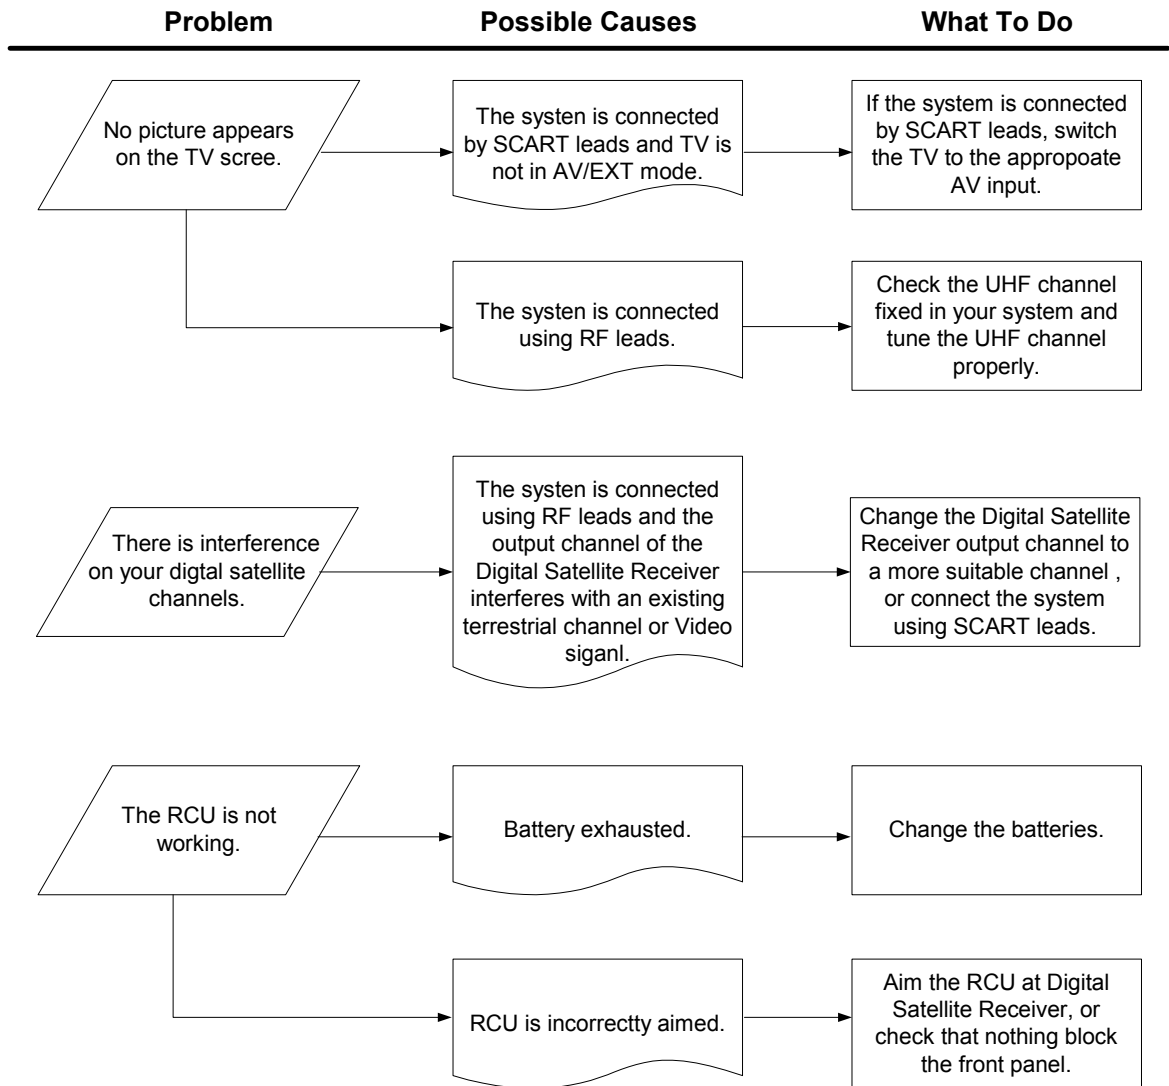 Problem
Possible Causes
What To Do
No picture appears
on the TV scree.
The systen is connected
by SCART leads and TV is
not in AV/EXT mode.
If the system is connected
by SCART leads, switch
the TV to the appropoate
AV input.
The systen is connected
using RF leads.
Check the UHF channel
fixed in your system and
tune the UHF channel
properly.
There is interference
on your digtal satellite
channels.
The systen is connected
using RF leads and the
output channel of the
Digital Satellite Receiver
interferes with an existing
terrestrial channel or Video
siganl.
Change the Digital Satellite
Receiver output channel to
a more suitable channel ,
or connect the system
using SCART leads.
The RCU is not
working.
Battery exhausted.
Change the batteries.
RCU is incorrectty aimed.
Aim the RCU at Digital
Satellite Receiver, or
check that nothing block
the front panel.